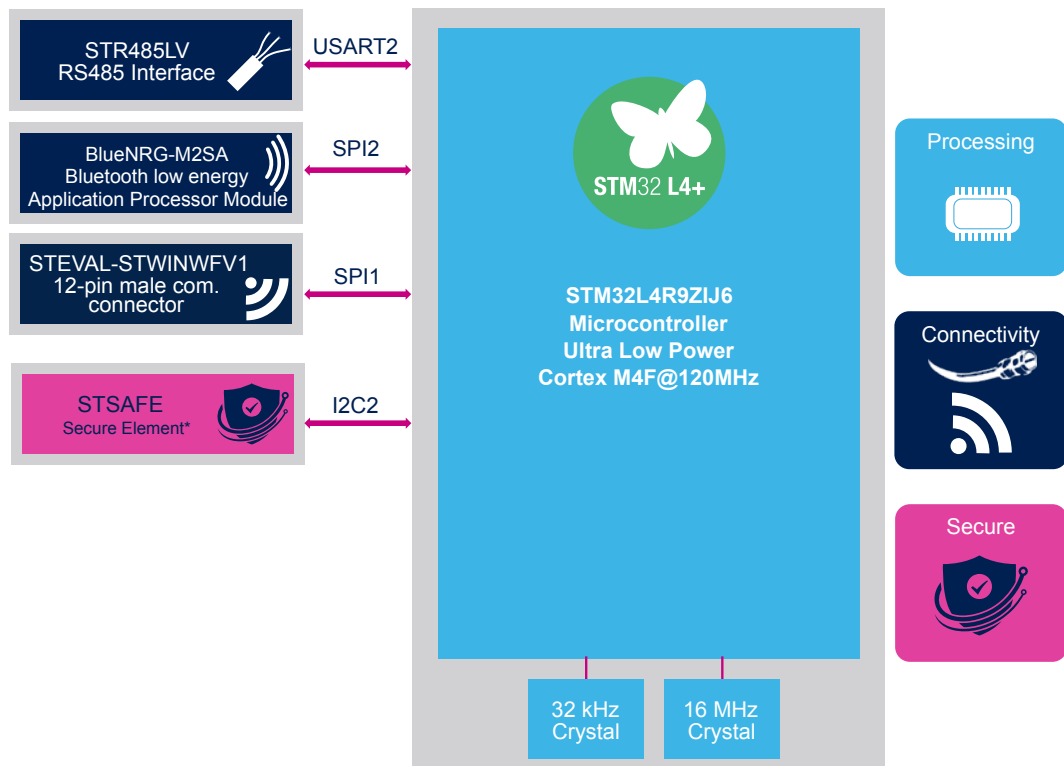 STR485LV
RS485 Interface
USART2
BlueNRG-M2SA
Bluetooth low energy
Application Processor Module
SPI2
STEVAL-STWINWFV1
12-pin male com.
connector
SPI1
STSAFE
Secure Element*
I2C2
STM32 L4+
STM32L4R9ZIJ6
Microcontroller
Ultra Low Power
Cortex M4F@120MHz
32 kHz
Crystal
16 MHz
Crystal
Processing
Connectivity
Secure